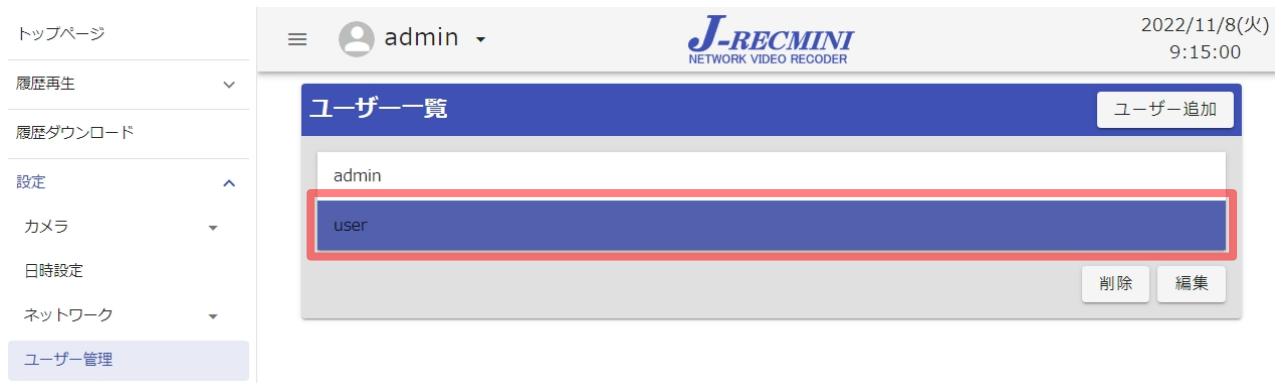 トップページ
履歴再生
履歴ダウンロード
設定
カメラ
日時設定
ネットワーク
ユーザー管理
admin
J-RECMINI
NETWORK VIDEO RECODER
2022/11/8(火)
9:15:00
ユーザー一覧
ユーザー追加
admin
user
削除
編集